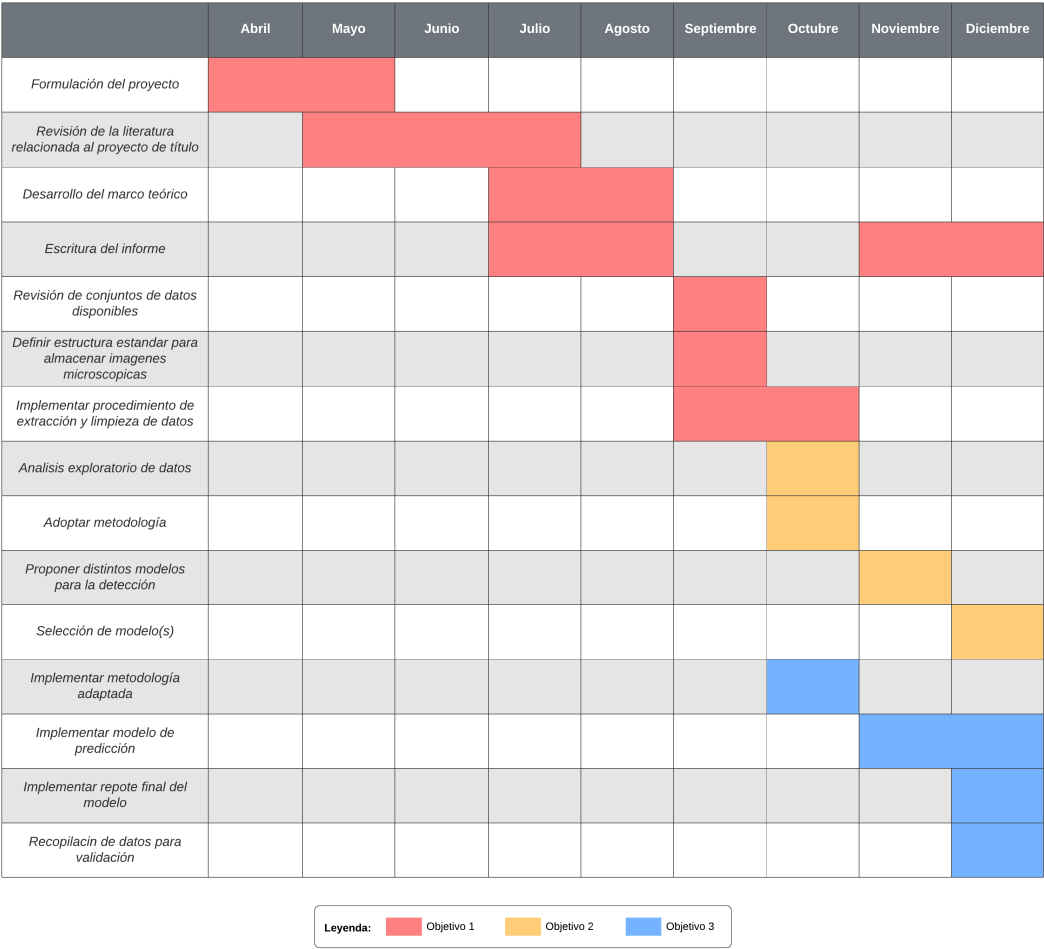 Abril Mayo Junio Julio Agosto Septiembre Octubre Noviembre Diciembre
Formulación del proyecto
Revisión de la literatura
relacionada al proyecto de título
Desarrollo del marco teórico
Escritura del informe
Revisión de conjuntos de datos
disponibles
Definir estructura estandar para
almacenar imagenes
microscopicas
Implementar procedimiento de
extracción y limpieza de datos
Analisis exploratorio de datos
Adoptar metodología
Proponer distintos modelos
para la detección
Selección de modelo(s)
Implementar metodología
adaptada
Implementar modelo de
predicción
Implementar repote final del
modelo
Recopilacin de datos para
validación
Leyenda: Objetivo 1 Objetivo 2 Objetivo 3